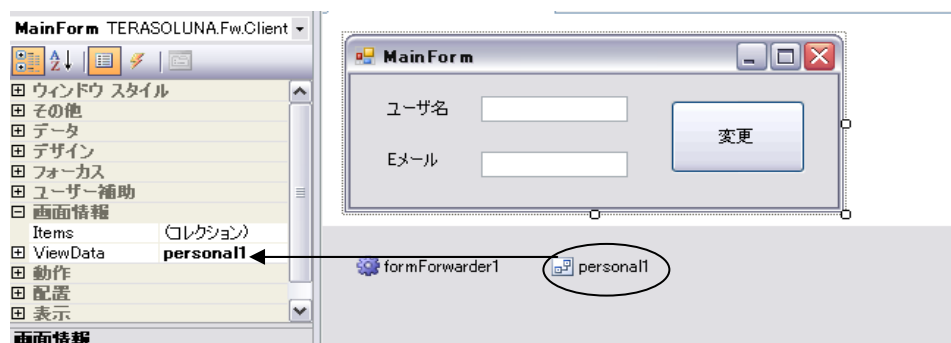 MainForm TERASOLUNA.Fw.Client
ウィンドウ スタイル
その他
データ
デザイン
フォーカス
ユーザー補助
画面情報
Items (コレクション)
ViewData personal1
動作
配置
表示
画面情報
MainForm
ユーザ名
Eメール
変更
formForwarder1
personal1